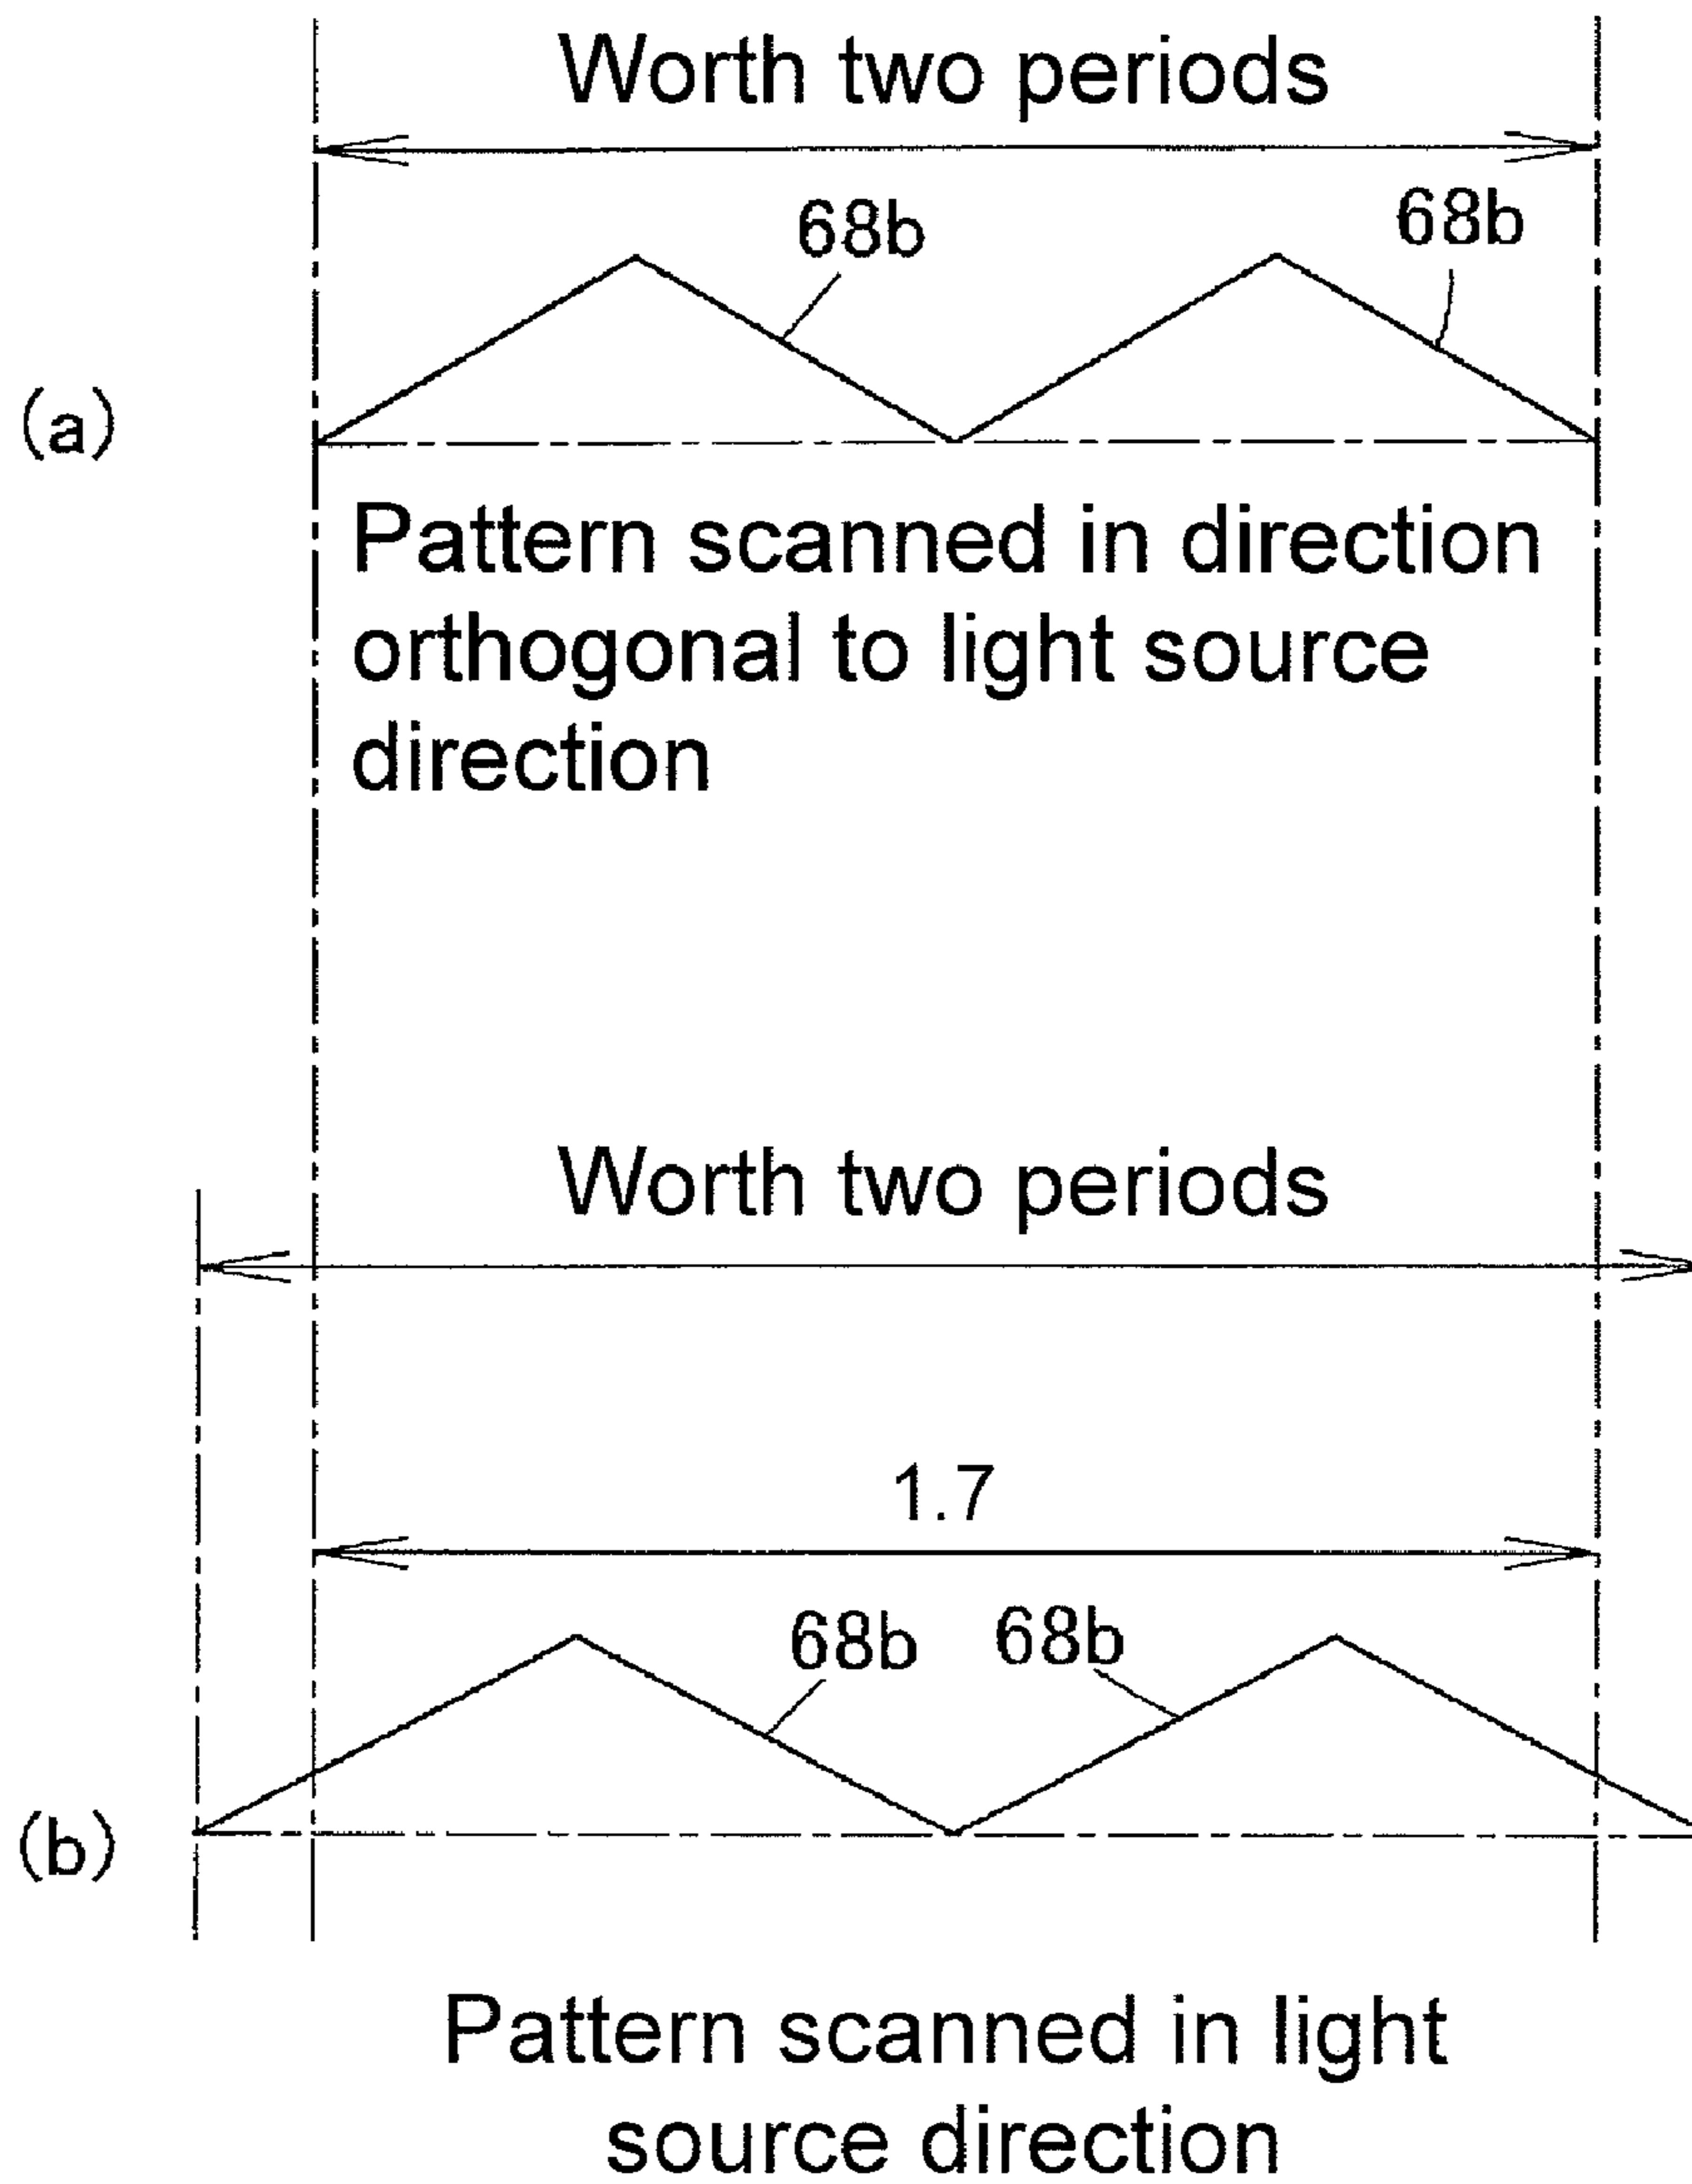 Worth two periods
68b 68b
(a)
Pattern scanned in direction
orthogonal to light source
direction
Worth two periods
1.7
68b 68b
(b)
Pattern scanned in light
source direction